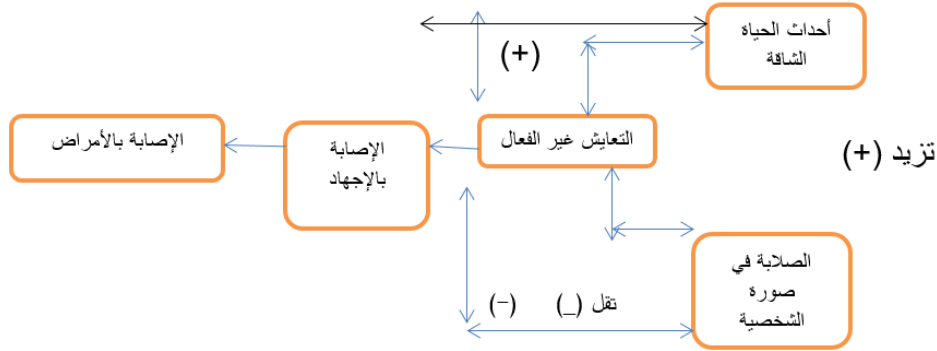 أحداث الحياة
الشاقة
(+)
التعايش غير الفعال
الإصابة
بالإجهاد
الإصابة بالأمراض
تزيد (+)
الصلابة في
صورة
الشخصية
تقل (_) (-)